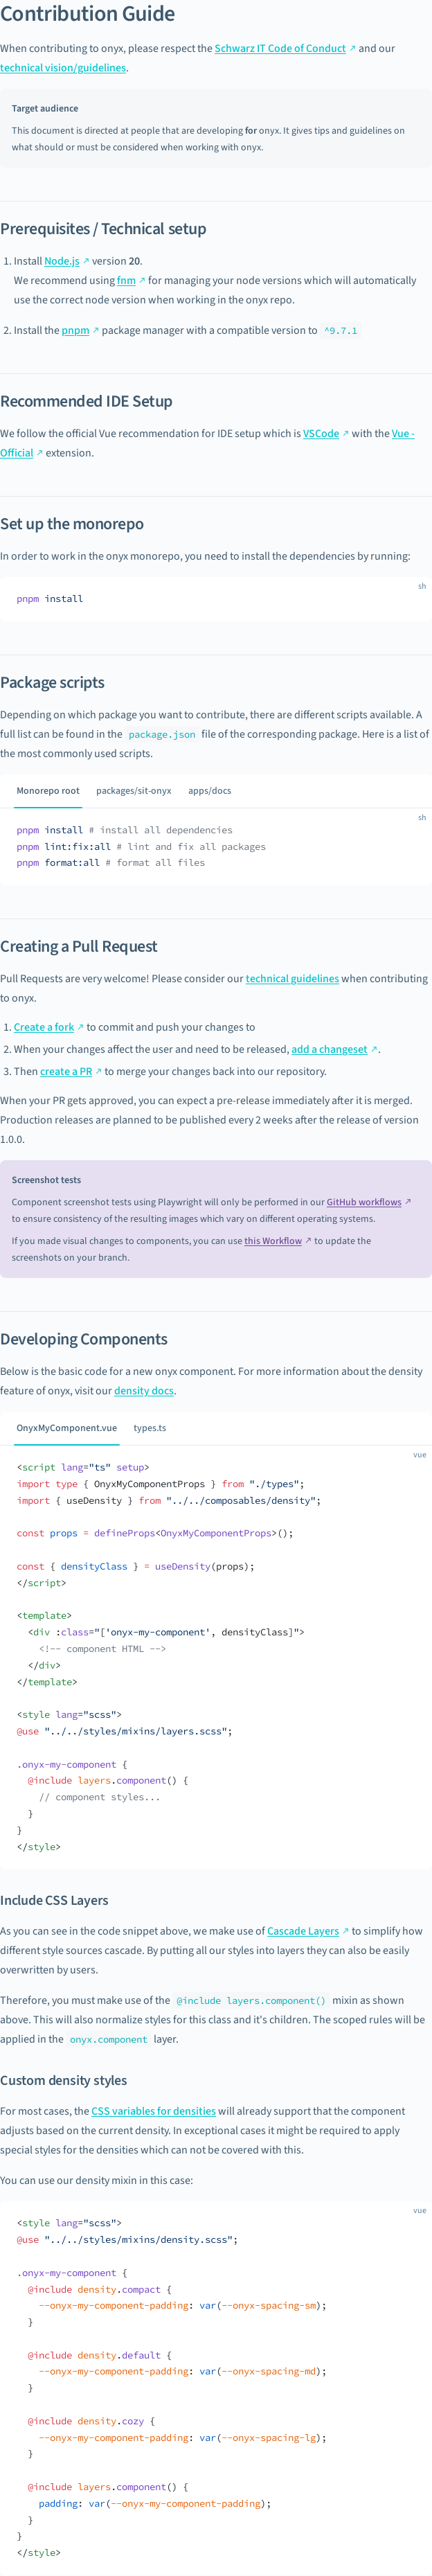 Contribution Guide
When contributing to onyx, please respect the Schwarz IT Code of Conduct ↗ and our
technical vision/guidelines.
Target audience
This document is directed at people that are developing for onyx. It gives tips and guidelines on
what should or must be considered when working with onyx.
Prerequisites / Technical setup
1. Install Node.js ↗ version 20.
We recommend using fnm ↗ for managing your node versions which will automatically
use the correct node version when working in the onyx repo.
2. Install the pnpm ↗ package manager with a compatible version to ^9.7.1
Recommended IDE Setup
We follow the official Vue recommendation for IDE setup which is VSCode ↗ with the Vue -
Official ↗ extension.
Set up the monorepo
In order to work in the onyx monorepo, you need to install the dependencies by running:
sh
pnpm install
Package scripts
Depending on which package you want to contribute, there are different scripts available. A
full list can be found in the package.json file of the corresponding package. Here is a list of
the most commonly used scripts.
Monorepo root packages/sit-onyx apps/docs
sh
pnpm install # install all dependencies
pnpm lint:fix:all # lint and fix all packages
pnpm format:all # format all files
Creating a Pull Request
Pull Requests are very welcome! Please consider our technical guidelines when contributing
to onyx.
1. Create a fork ↗ to commit and push your changes to
2. When your changes affect the user and need to be released, add a changeset ↗.
3. Then create a PR ↗ to merge your changes back into our repository.
When your PR gets approved, you can expect a pre-release immediately after it is merged.
Production releases are planned to be published every 2 weeks after the release of version
1.0.0.
Screenshot tests
Component screenshot tests using Playwright will only be performed in our GitHub workflows ↗
to ensure consistency of the resulting images which vary on different operating systems.
If you made visual changes to components, you can use this Workflow ↗ to update the
screenshots on your branch.
Developing Components
Below is the basic code for a new onyx component. For more information about the density
feature of onyx, visit our density docs.
OnyxMyComponent.vue types.ts
vue
<script lang="ts" setup>
import type { OnyxMyComponentProps } from "./types";
import { useDensity } from "../../composables/density";
const props = defineProps<OnyxMyComponentProps>();
const { densityClass } = useDensity(props);
</script>
<template>
<div :class="['onyx-my-component', densityClass]">
<!-- component HTML -->
</div>
</template>
<style lang="scss">
@use "../../styles/mixins/layers.scss";
.onyx-my-component {
@include layers.component() {
// component styles...
}
}
</style>
Include CSS Layers
As you can see in the code snippet above, we make use of Cascade Layers ↗ to simplify how
different style sources cascade. By putting all our styles into layers they can also be easily
overwritten by users.
Therefore, you must make use of the @include layers.component() mixin as shown
above. This will also normalize styles for this class and it's children. The scoped rules will be
applied in the onyx.component layer.
Custom density styles
For most cases, the CSS variables for densities will already support that the component
adjusts based on the current density. In exceptional cases it might be required to apply
special styles for the densities which can not be covered with this.
You can use our density mixin in this case:
vue
<style lang="scss">
@use "../../styles/mixins/density.scss";
.onyx-my-component {
@include density.compact {
--onyx-my-component-padding: var(--onyx-spacing-sm);
}
@include density.default {
--onyx-my-component-padding: var(--onyx-spacing-md);
}
@include density.cozy {
--onyx-my-component-padding: var(--onyx-spacing-lg);
}
@include layers.component() {
padding: var(--onyx-my-component-padding);
}
}
</style>